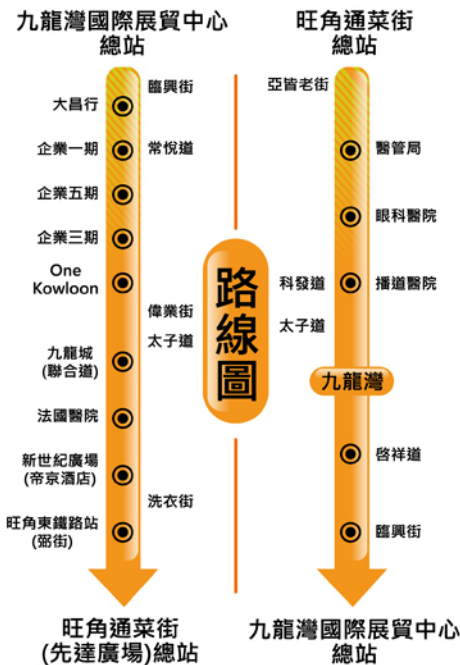 九龍灣國際展貿中心
總站
臨興街
大昌行
企業一期
常悅道
企業五期
企業三期
One
Kowloon
偉業街
太子道
九龍城
(聯合道)
法國醫院
新世紀廣場
(帝京酒店)
洗衣街
旺角東鐵路站
(弼街)
旺角通菜街
(先達廣場)總站
路線圖
旺角通菜街
總站
亞皆老街
醫管局
眼科醫院
科發道
播道醫院
太子道
九龍灣
啓祥道
臨興街
九龍灣國際展貿中心
總站